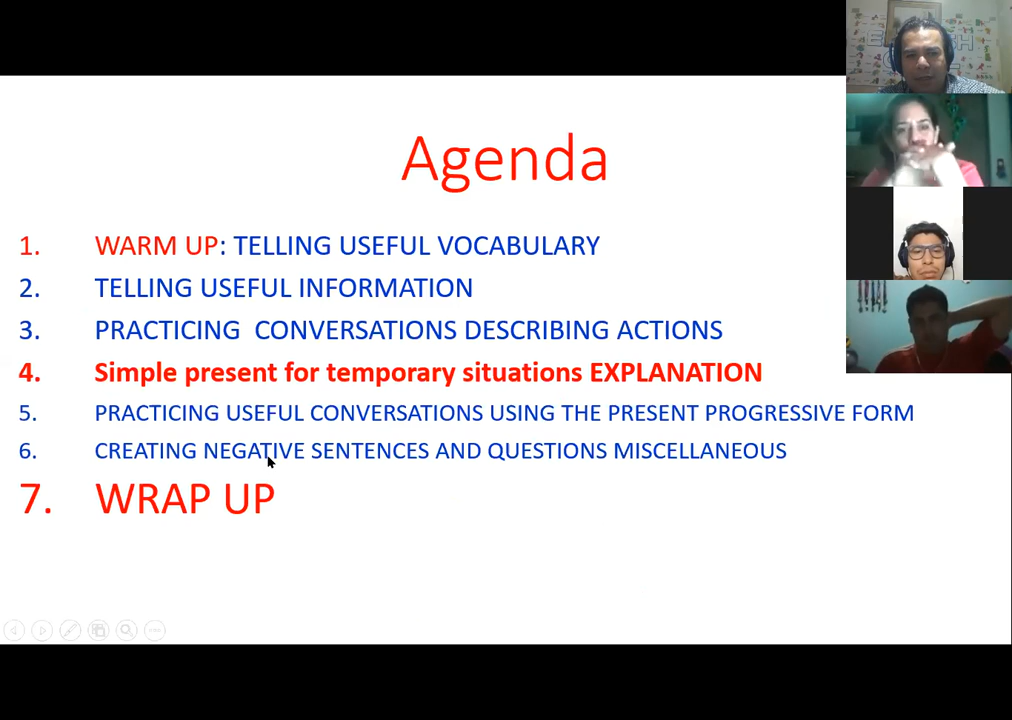 Agenda
1. WARM UP: TELLING USEFUL VOCABULARY
2. TELLING USEFUL INFORMATION
3. PRACTICING CONVERSATIONS DESCRIBING ACTIONS
4. Simple present for temporary situations EXPLANATION
5. PRACTICING USEFUL CONVERSATIONS USING THE PRESENT PROGRESSIVE FORM
6. CREATING NEGATIVE SENTENCES AND QUESTIONS MISCELLANEOUS
7. WRAP UP